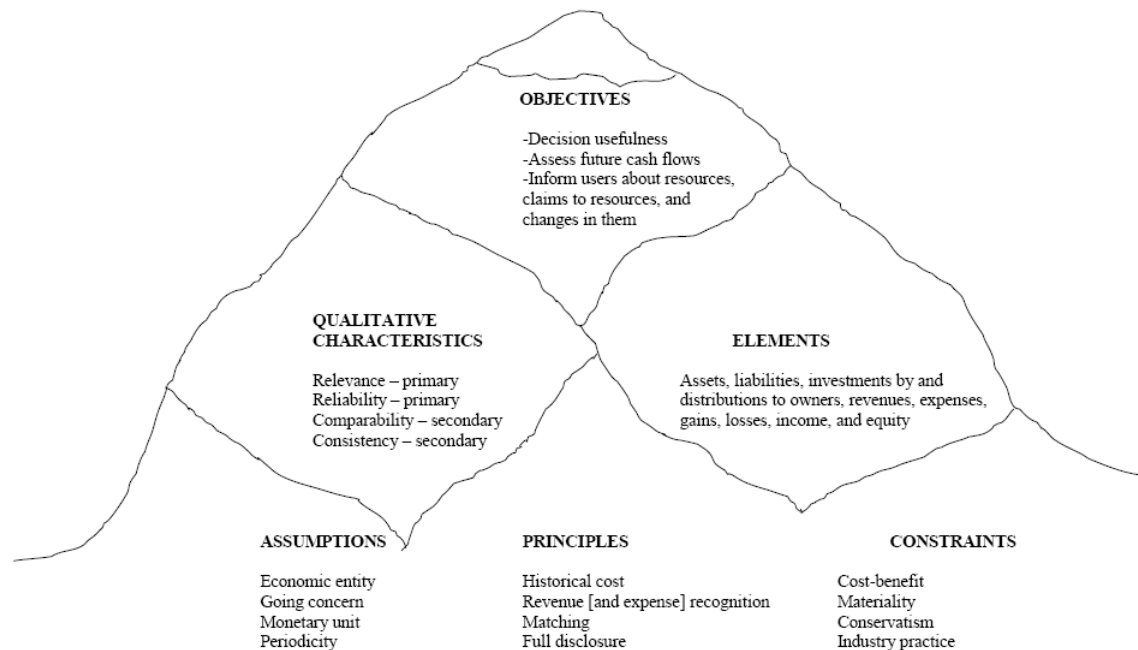 OBJECTIVES
-Decision usefulness
-Assess future cash flows
-Inform users about resources,
claims to resources, and
changes in them
QUALITATIVE
CHARACTERISTICS
Relevance – primary
Reliability – primary
Comparability – secondary
Consistency – secondary
ELEMENTS
Assets, liabilities, investments by and
distributions to owners, revenues, expenses,
gains, losses, income, and equity
ASSUMPTIONS
Economic entity
Going concern
Monetary unit
Periodicity
PRINCIPLES
Historical cost
Revenue [and expense] recognition
Matching
Full disclosure
CONSTRAINTS
Cost-benefit
Materiality
Conservatism
Industry practice